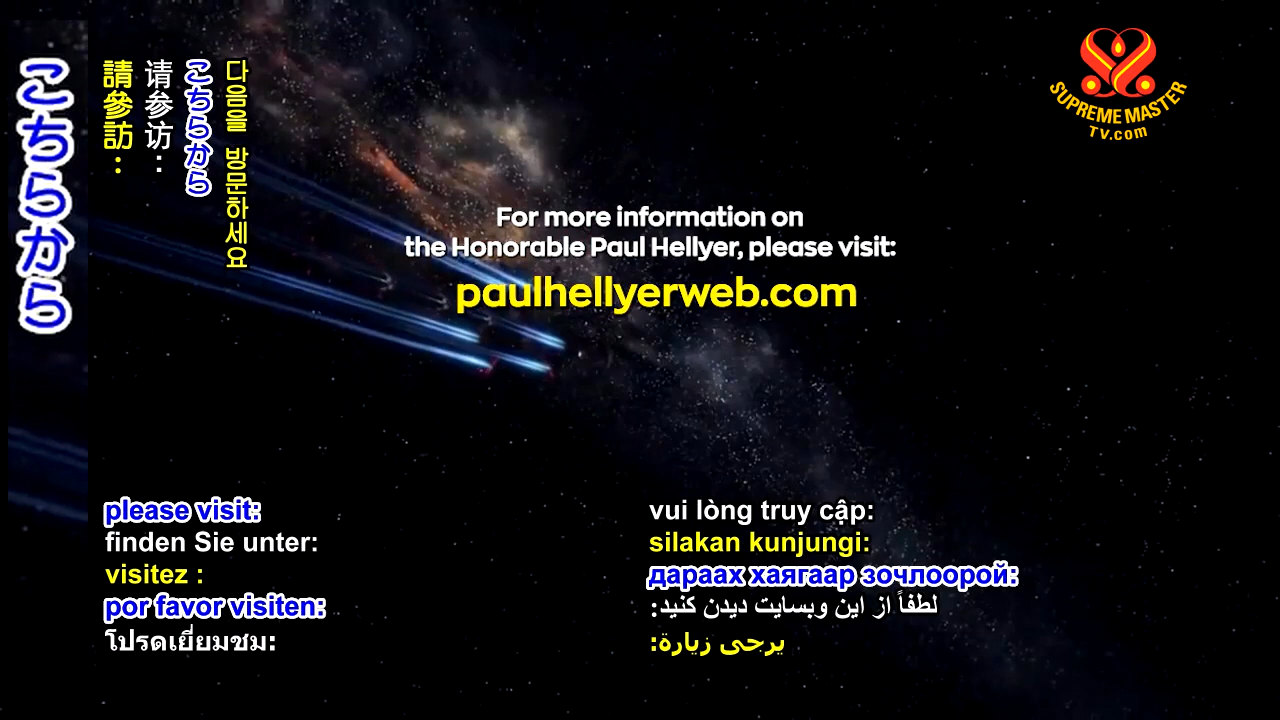 こちらから
請參訪：
请参访：
こちらから
다음을 방문하세요
SUPREME MASTER
TV.com
For more information on
the Honorable Paul Hellyer, please visit:
paulhellyerweb.com
please visit:
finden Sie unter:
visitez :
por favor visiten:
โปรดเยี่ยมชม:
vui lòng truy cập:
silakan kunjungi:
дараах хаягаар зочлоорой:
لطفاً از این وبسایت دیدن کنید:
يرجى زيارة: